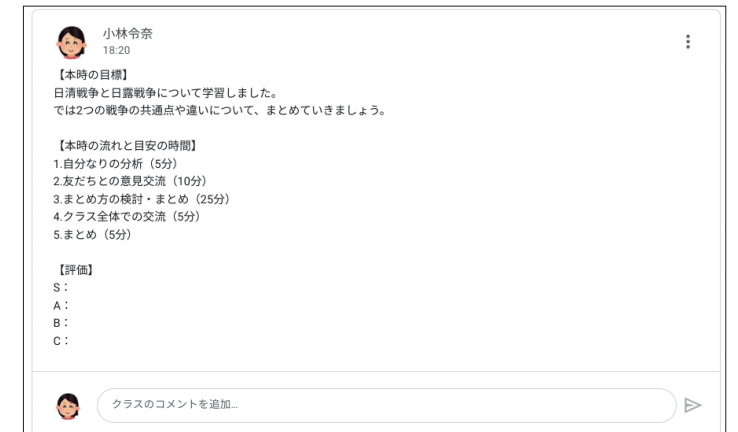 小林令奈
18:20
【本時の目標】
日清戦争と日露戦争について学習しました。
では2つの戦争の共通点や違いについて、まとめていきましょう。
【本時の流れと目安の時間】
1.自分なりの分析（5分）
2.友だちとの意見交流（10分）
3.まとめ方の検討・まとめ（25分）
4.クラス全体での交流（5分）
5.まとめ（5分）
【評価】
S：
A：
B：
C：
クラスのコメントを追加…